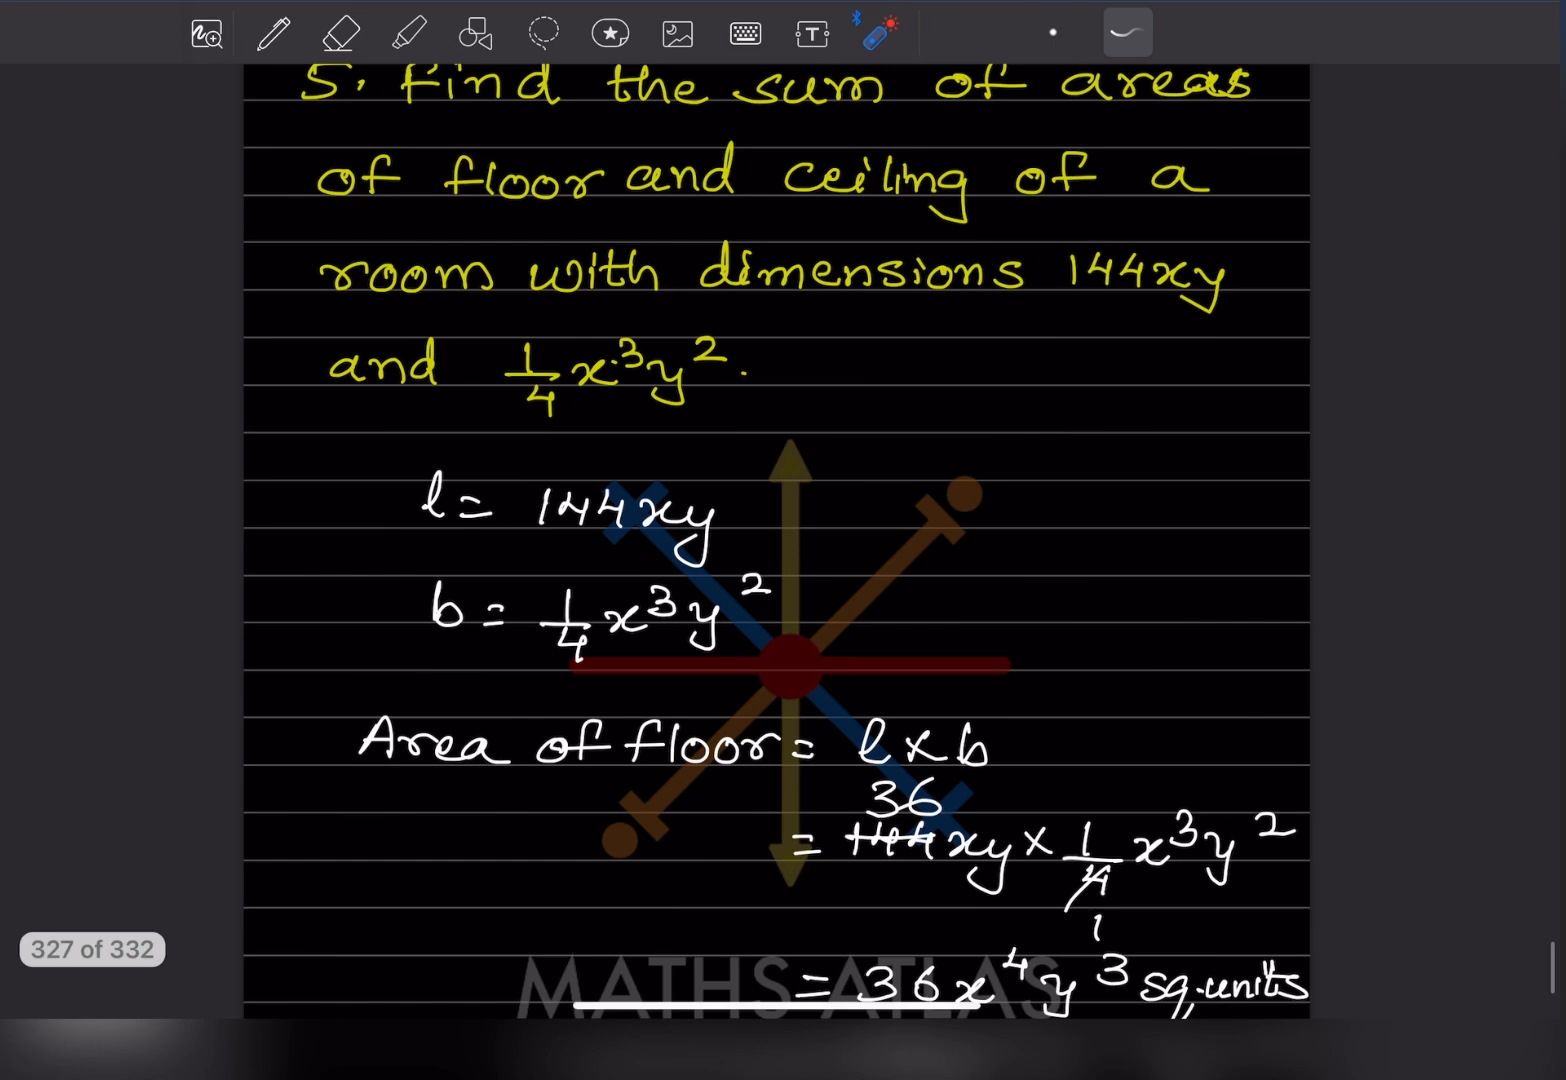 5. Find the sum of areas
of floor and ceiling of a
room with dimensions 144xy
and 1/4 x³y².
l = 144xy
b = 1/4 x³y²
Area of floor = l × b
36
= 144xy × 1/4 x³y²
1
= 36x⁴y³ sq. units
MATHS ATLAS
327 of 332